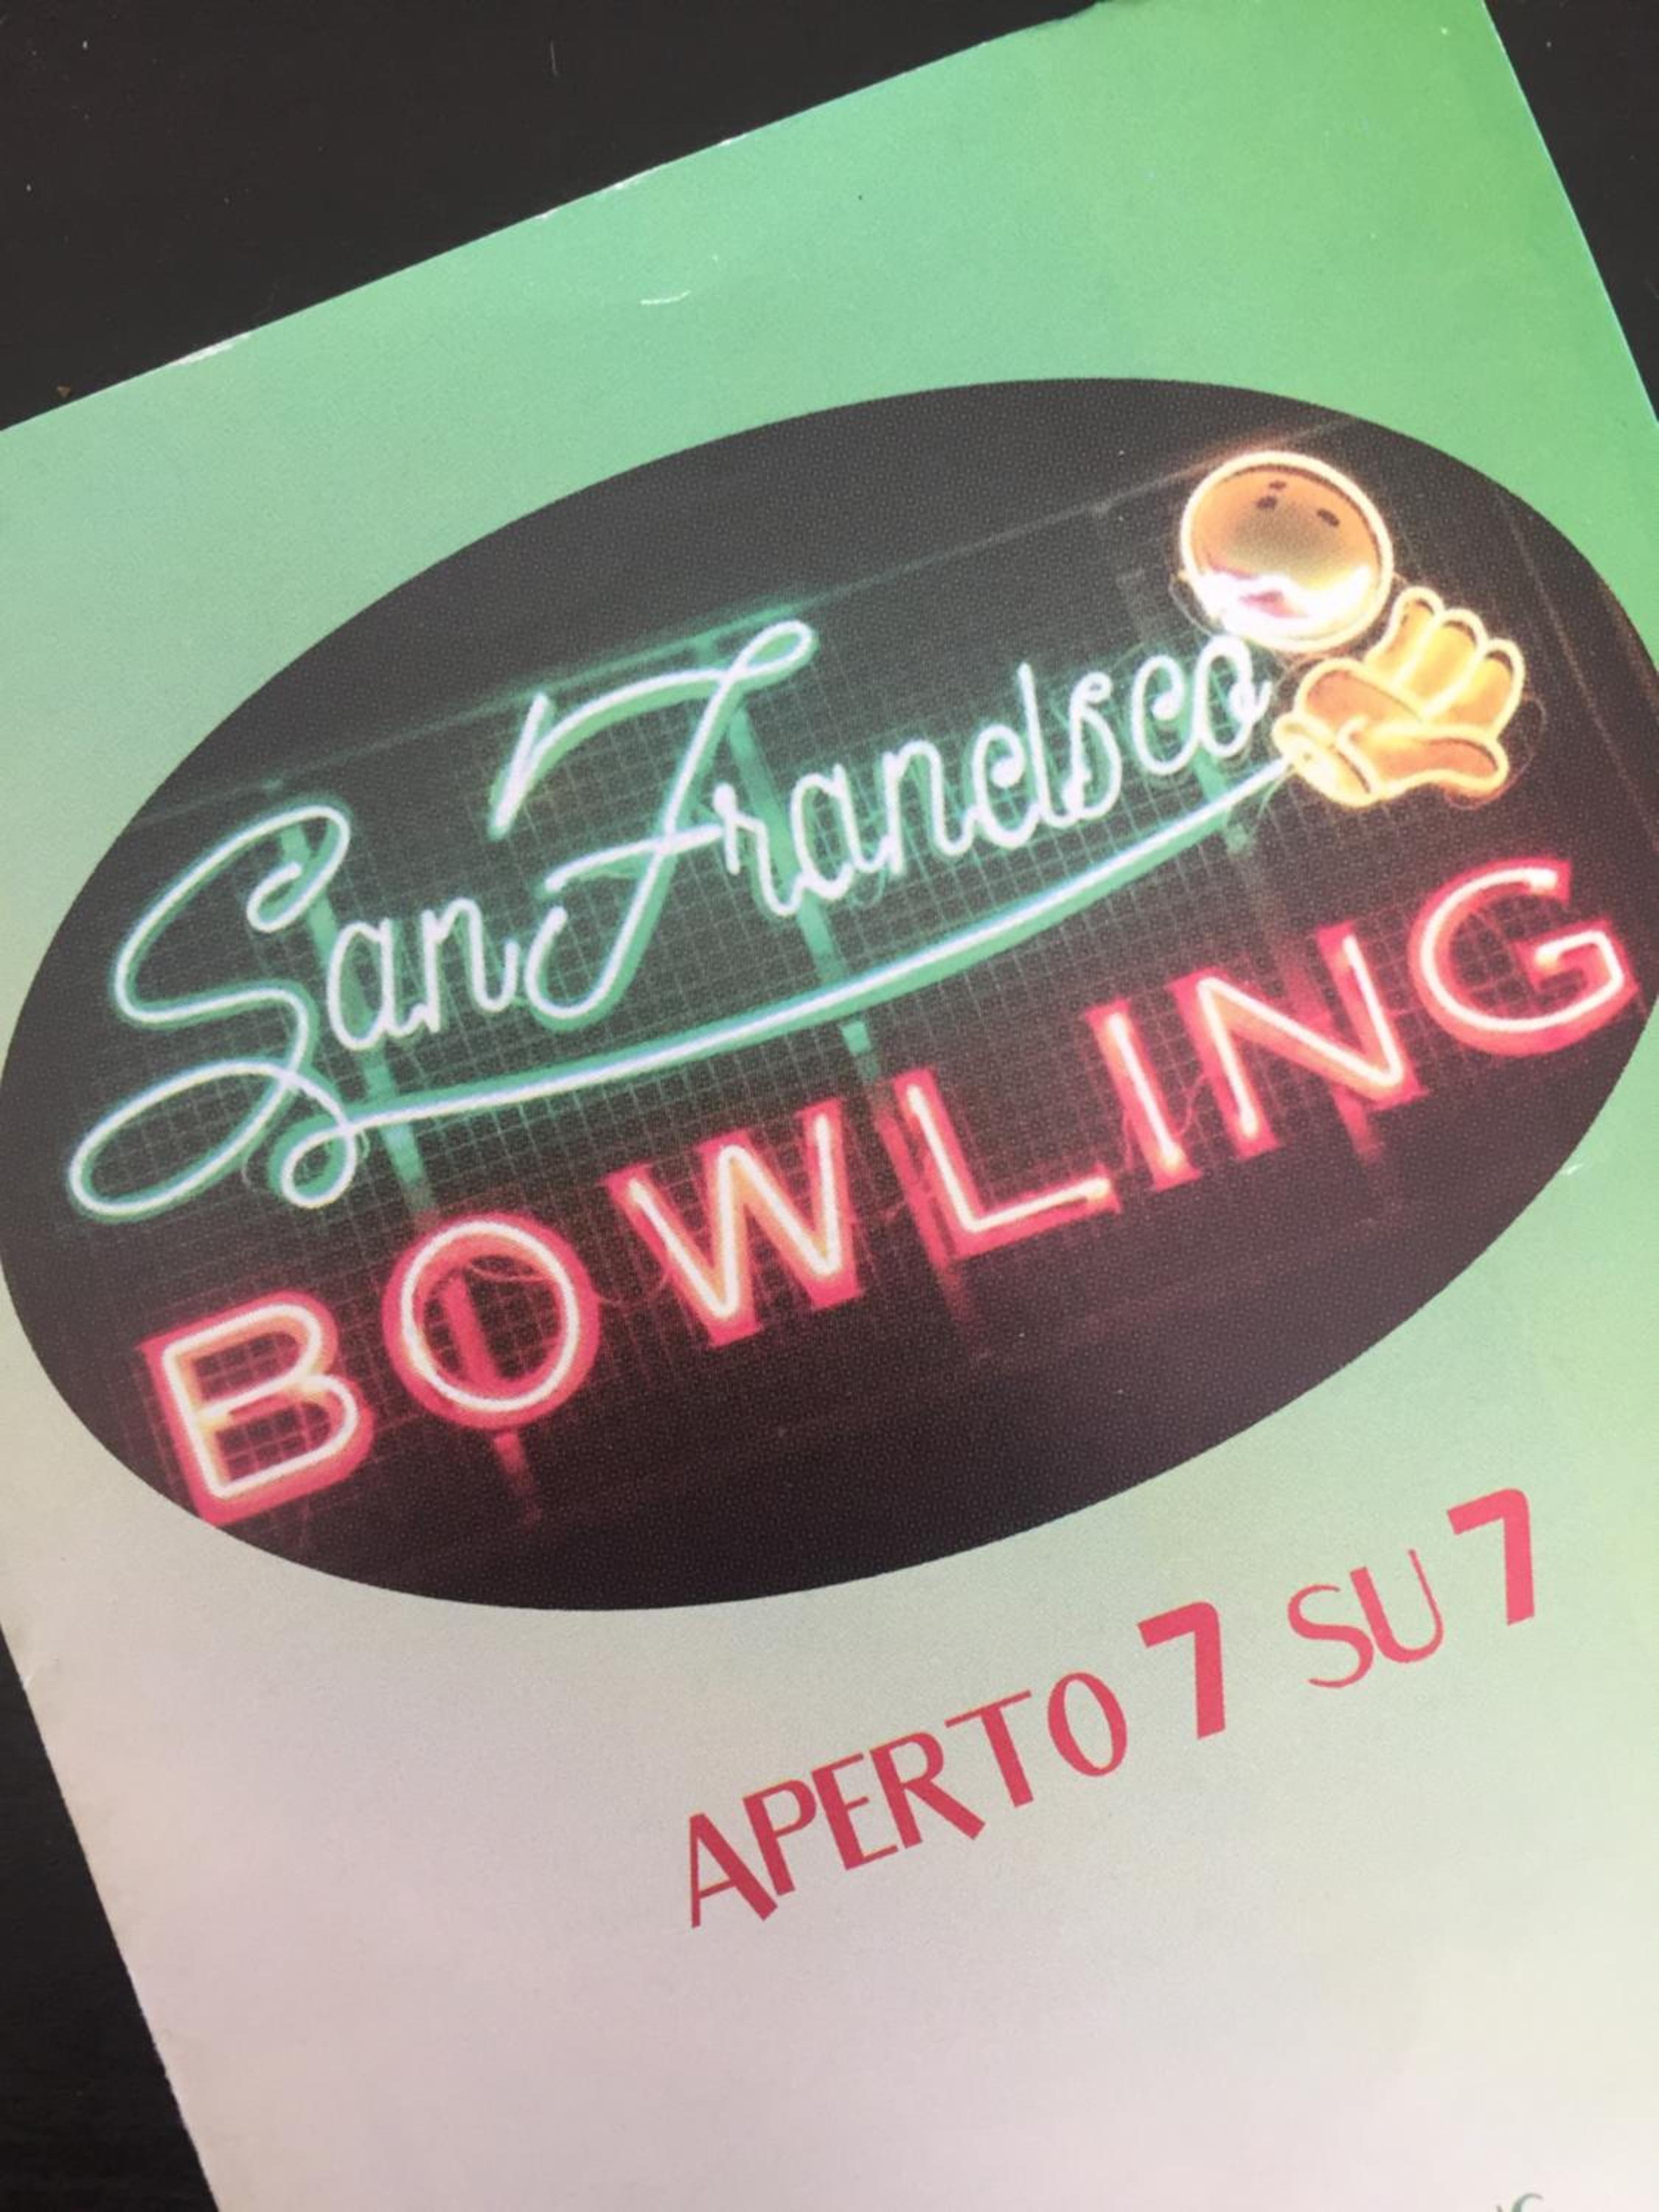 San Francisco
BOWLING
APERTO 7 SU 7